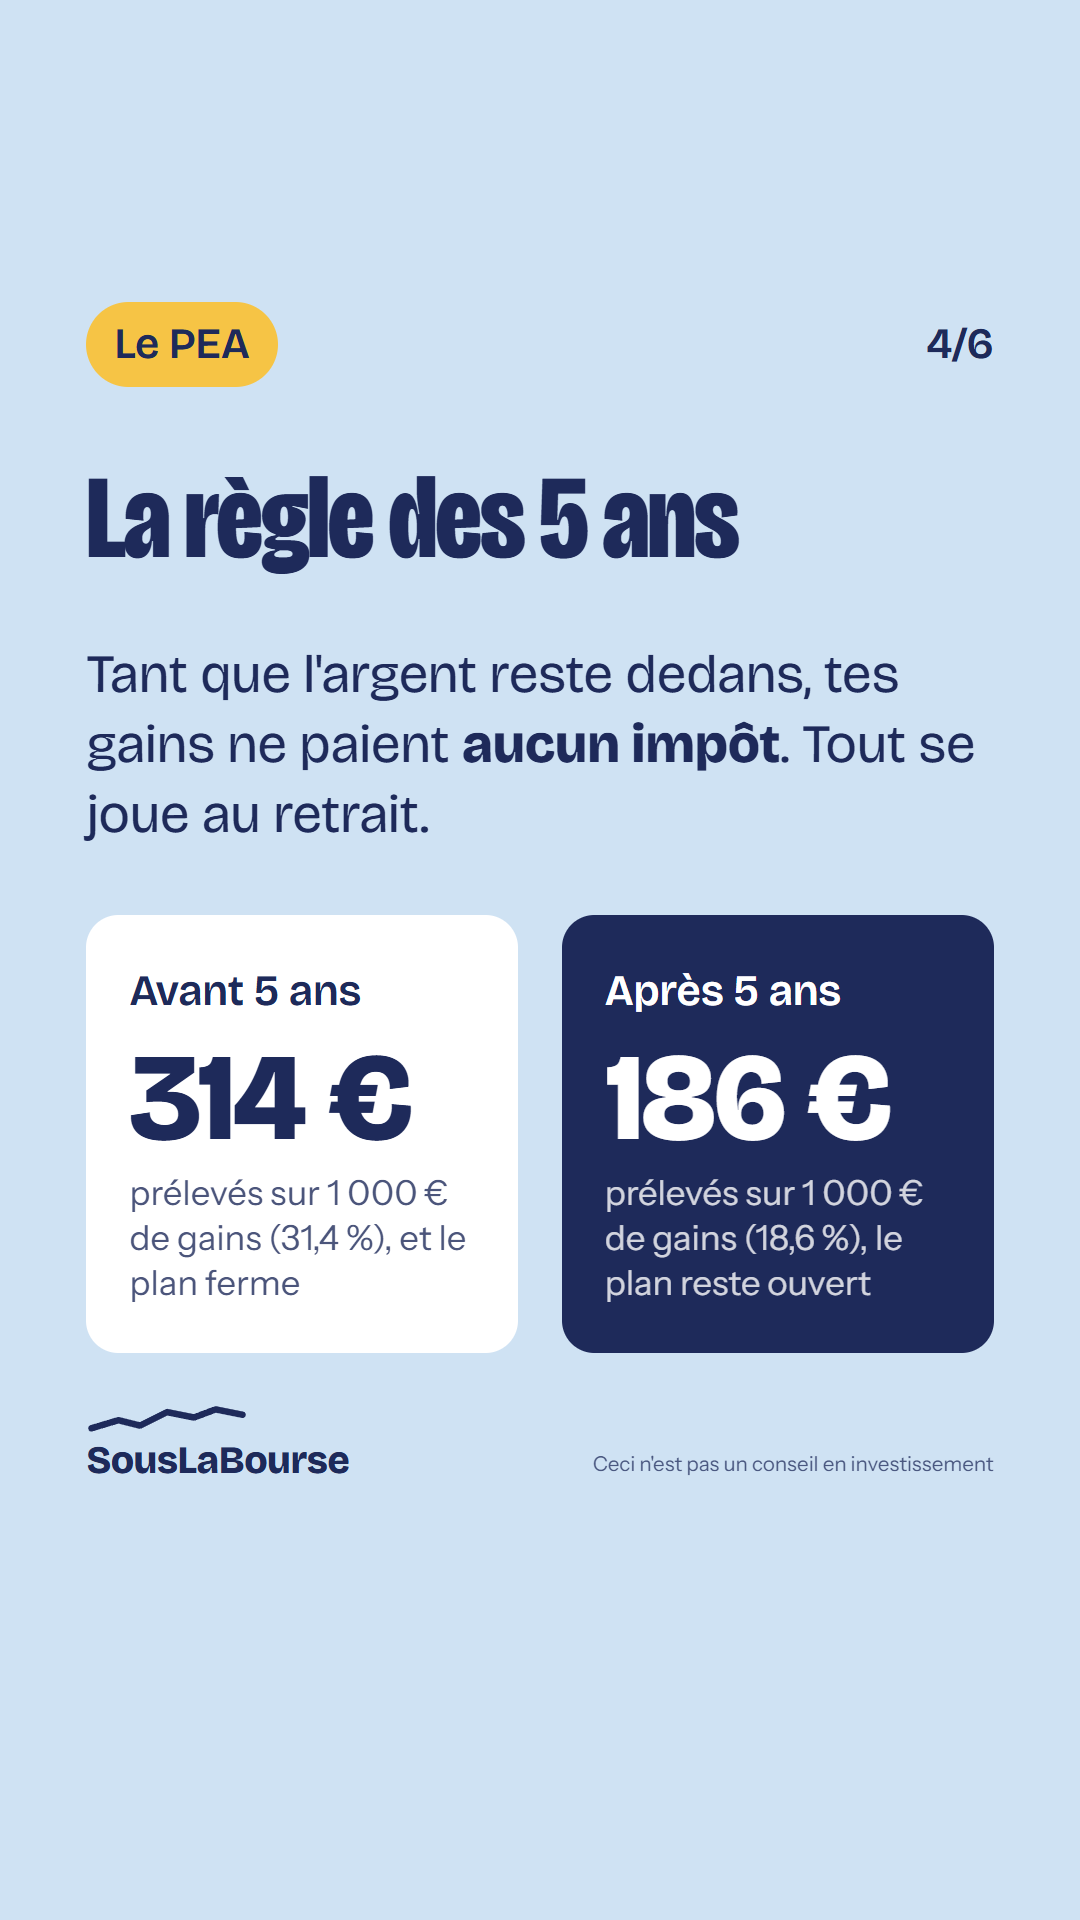 Le PEA
4/6
La règle des 5 ans
Tant que l'argent reste dedans, tes
gains ne paient aucun impôt. Tout se
joue au retrait.
Avant 5 ans
314 €
prélevés sur 1 000 €
de gains (31,4 %), et le
plan ferme
Après 5 ans
186 €
prélevés sur 1 000 €
de gains (18,6 %), le
plan reste ouvert
SousLaBourse
Ceci n'est pas un conseil en investissement